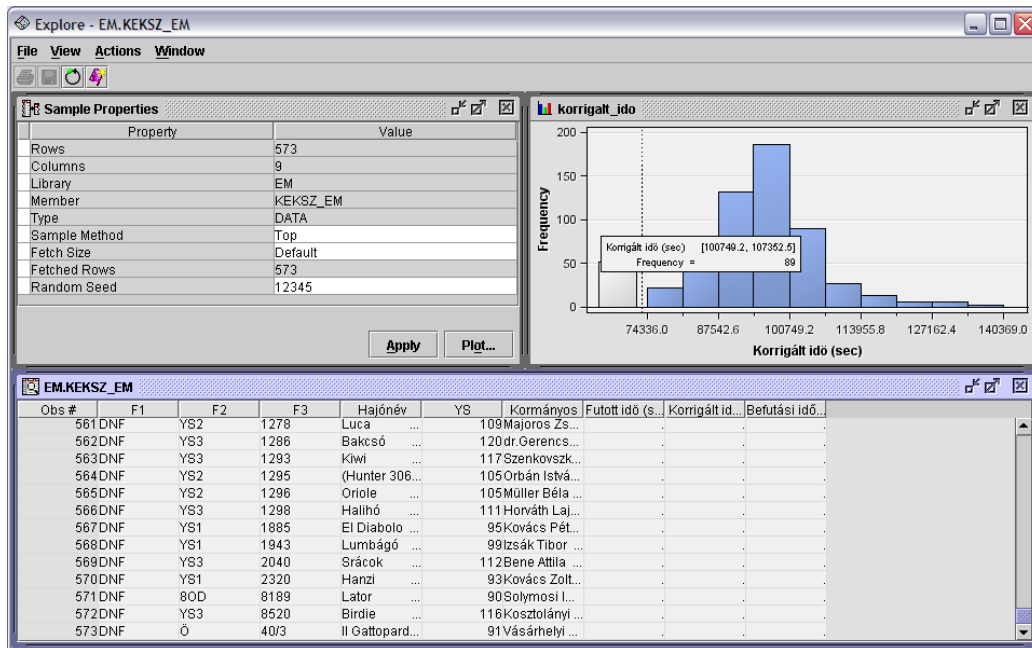 Explore - EM.KEKSZ_EM
File View Actions Window
Sample Properties
Property Value
Rows 573
Columns 9
Library EM
Member KEKSZ_EM
Type DATA
Sample Method Top
Fetch Size Default
Fetched Rows 573
Random Seed 12345
Apply Plot...
korrigalt_ido
200
150
100
50
0
Frequency
Korrigált idö (sec) [100749.2, 107352.5]
Frequency = 89
74336.0 87542.6 100749.2 113955.8 127162.4 140369.0
Korrigált idö (sec)
EM.KEKSZ_EM
Obs # F1 F2 F3 Hajónév YS Kormányos Futott idö (s... Korrigált id... Befutási idő...
561 DNF YS2 1278 Luca ... 109 Majoros Zs... . . .
562 DNF YS3 1286 Bakcsó ... 120 dr.Gerencs... . . .
563 DNF YS3 1293 Kiwi ... 117 Szenkovszk... . . .
564 DNF YS2 1295 (Hunter 306... 105 Orbán Istvá... . . .
565 DNF YS2 1296 Oriole ... 105 Müller Béla ... . . .
566 DNF YS3 1298 Halihó ... 111 Horváth Laj... . . .
567 DNF YS1 1885 El Diabolo ... 95 Kovács Pét... . . .
568 DNF YS1 1943 Lumbágó ... 99 Izsák Tibor ... . . .
569 DNF YS3 2040 Srácok ... 112 Bene Attila ... . . .
570 DNF YS1 2320 Hanzi ... 93 Kovács Zolt... . . .
571 DNF 8OD 8189 Lator ... 90 Solymosi I... . . .
572 DNF YS3 8520 Birdie ... 116 Kosztolányi ... . . .
573 DNF Ö 40/3 Il Gattopard... 91 Vásárhelyi ... . . .